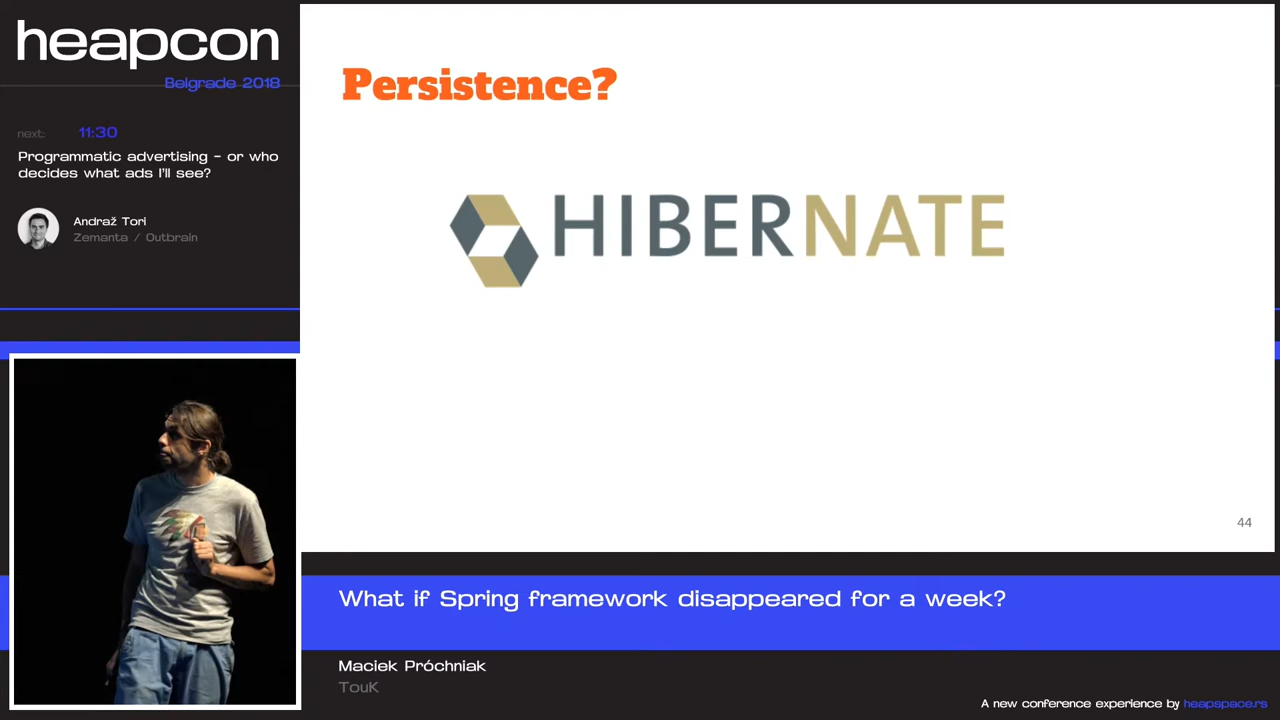 heapcon
Belgrade 2018
next: 11:30
Programmatic advertising - or who
decides what ads I'll see?
Andraž Tori
Zemanta / Outbrain
Persistence?
HIBERNATE
44
What if Spring framework disappeared for a week?
Maciek Próchniak
TouK
A new conference experience by heapspace.rs